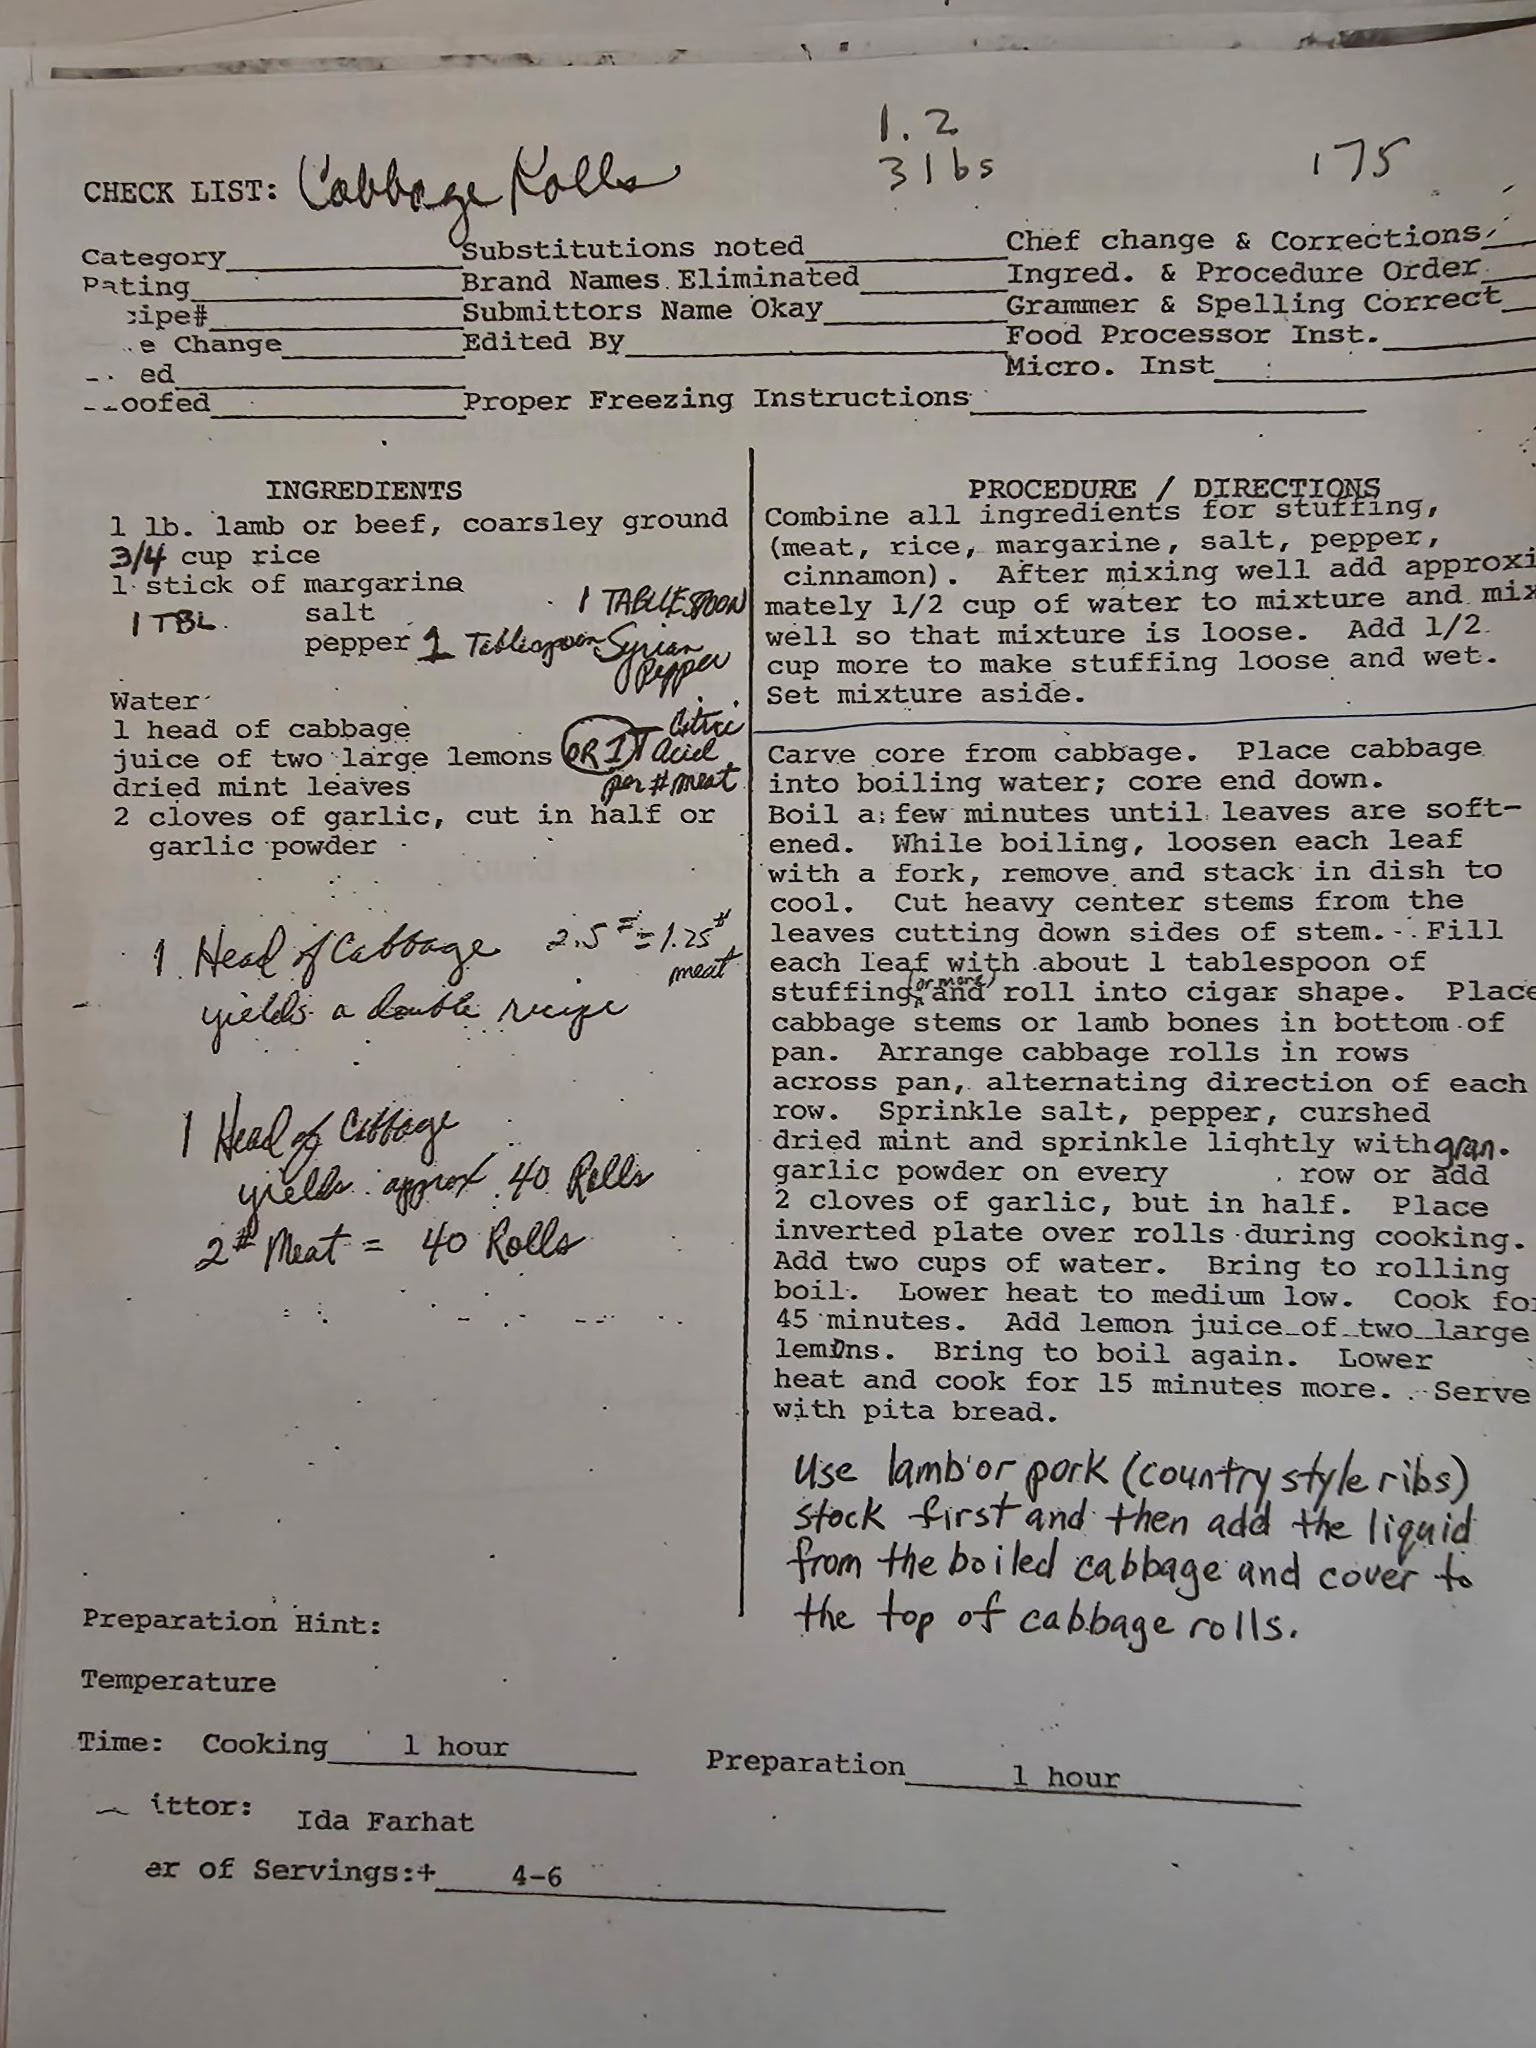 1.2
3 lbs
175
CHECK LIST: Cabbage Rolls
Category Substitutions noted Chef change & Corrections
Pating Brand Names Eliminated Ingred. & Procedure Order
ipe# Submittors Name Okay Grammer & Spelling Correct
e Change Edited By Food Processor Inst.
ed Micro. Inst
oofed Proper Freezing Instructions
INGREDIENTS
1 lb. lamb or beef, coarsley ground
3/4 cup rice
1 stick of margarine
1 TBL. salt 1 TABLESPOON
pepper 1 Tablespoon Syrian
Pepper
Water
1 head of cabbage
juice of two large lemons OR 1 T Citric
Acid
per # meat
dried mint leaves
2 cloves of garlic, cut in half or
garlic powder
1 Head of Cabbage 2.5# = 1.25#
meat
yields a double recipe
1 Head of Cabbage
yields approx 40 Rolls
2# Meat = 40 Rolls
PROCEDURE / DIRECTIONS
Combine all ingredients for stuffing,
(meat, rice, margarine, salt, pepper,
cinnamon). After mixing well add approxi
mately 1/2 cup of water to mixture and mix
well so that mixture is loose. Add 1/2
cup more to make stuffing loose and wet.
Set mixture aside.
Carve core from cabbage. Place cabbage
into boiling water; core end down.
Boil a few minutes until leaves are soft-
ened. While boiling, loosen each leaf
with a fork, remove and stack in dish to
cool. Cut heavy center stems from the
leaves cutting down sides of stem. Fill
each leaf with about 1 tablespoon of
(or more)
stuffing, and roll into cigar shape. Place
cabbage stems or lamb bones in bottom of
pan. Arrange cabbage rolls in rows
across pan, alternating direction of each
row. Sprinkle salt, pepper, curshed
dried mint and sprinkle lightly with gran.
garlic powder on every row or add
2 cloves of garlic, but in half. Place
inverted plate over rolls during cooking.
Add two cups of water. Bring to rolling
boil. Lower heat to medium low. Cook for
45 minutes. Add lemon juice of two large
lemons. Bring to boil again. Lower
heat and cook for 15 minutes more. Serve
with pita bread.
Use lamb or pork (country style ribs)
stock first and then add the liquid
from the boiled cabbage and cover to
the top of cabbage rolls.
Preparation Hint:
Temperature
Time: Cooking 1 hour Preparation 1 hour
ittor: Ida Farhat
er of Servings:+ 4-6